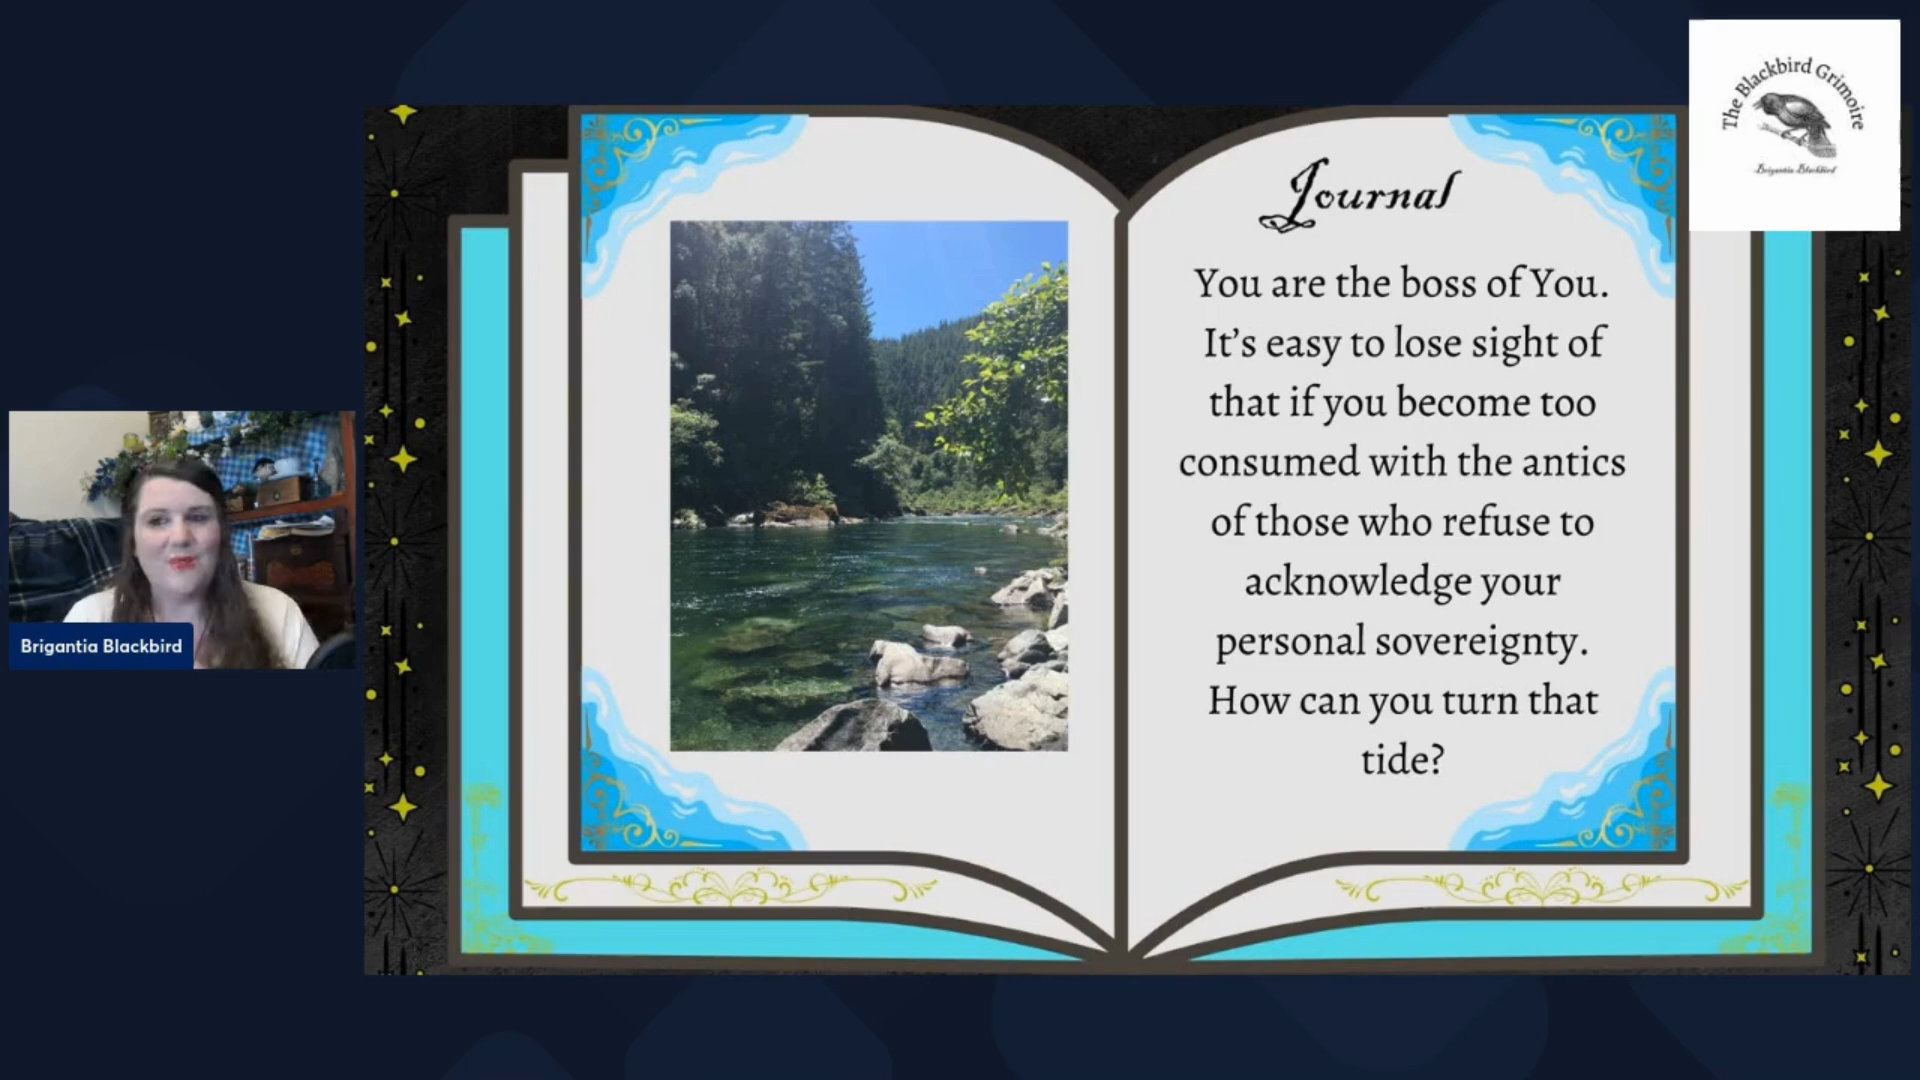 The Blackbird Grimoire
Brigantia Blackbird
Journal
You are the boss of You.
It's easy to lose sight of
that if you become too
consumed with the antics
of those who refuse to
acknowledge your
personal sovereignty.
How can you turn that
tide?
Brigantia Blackbird